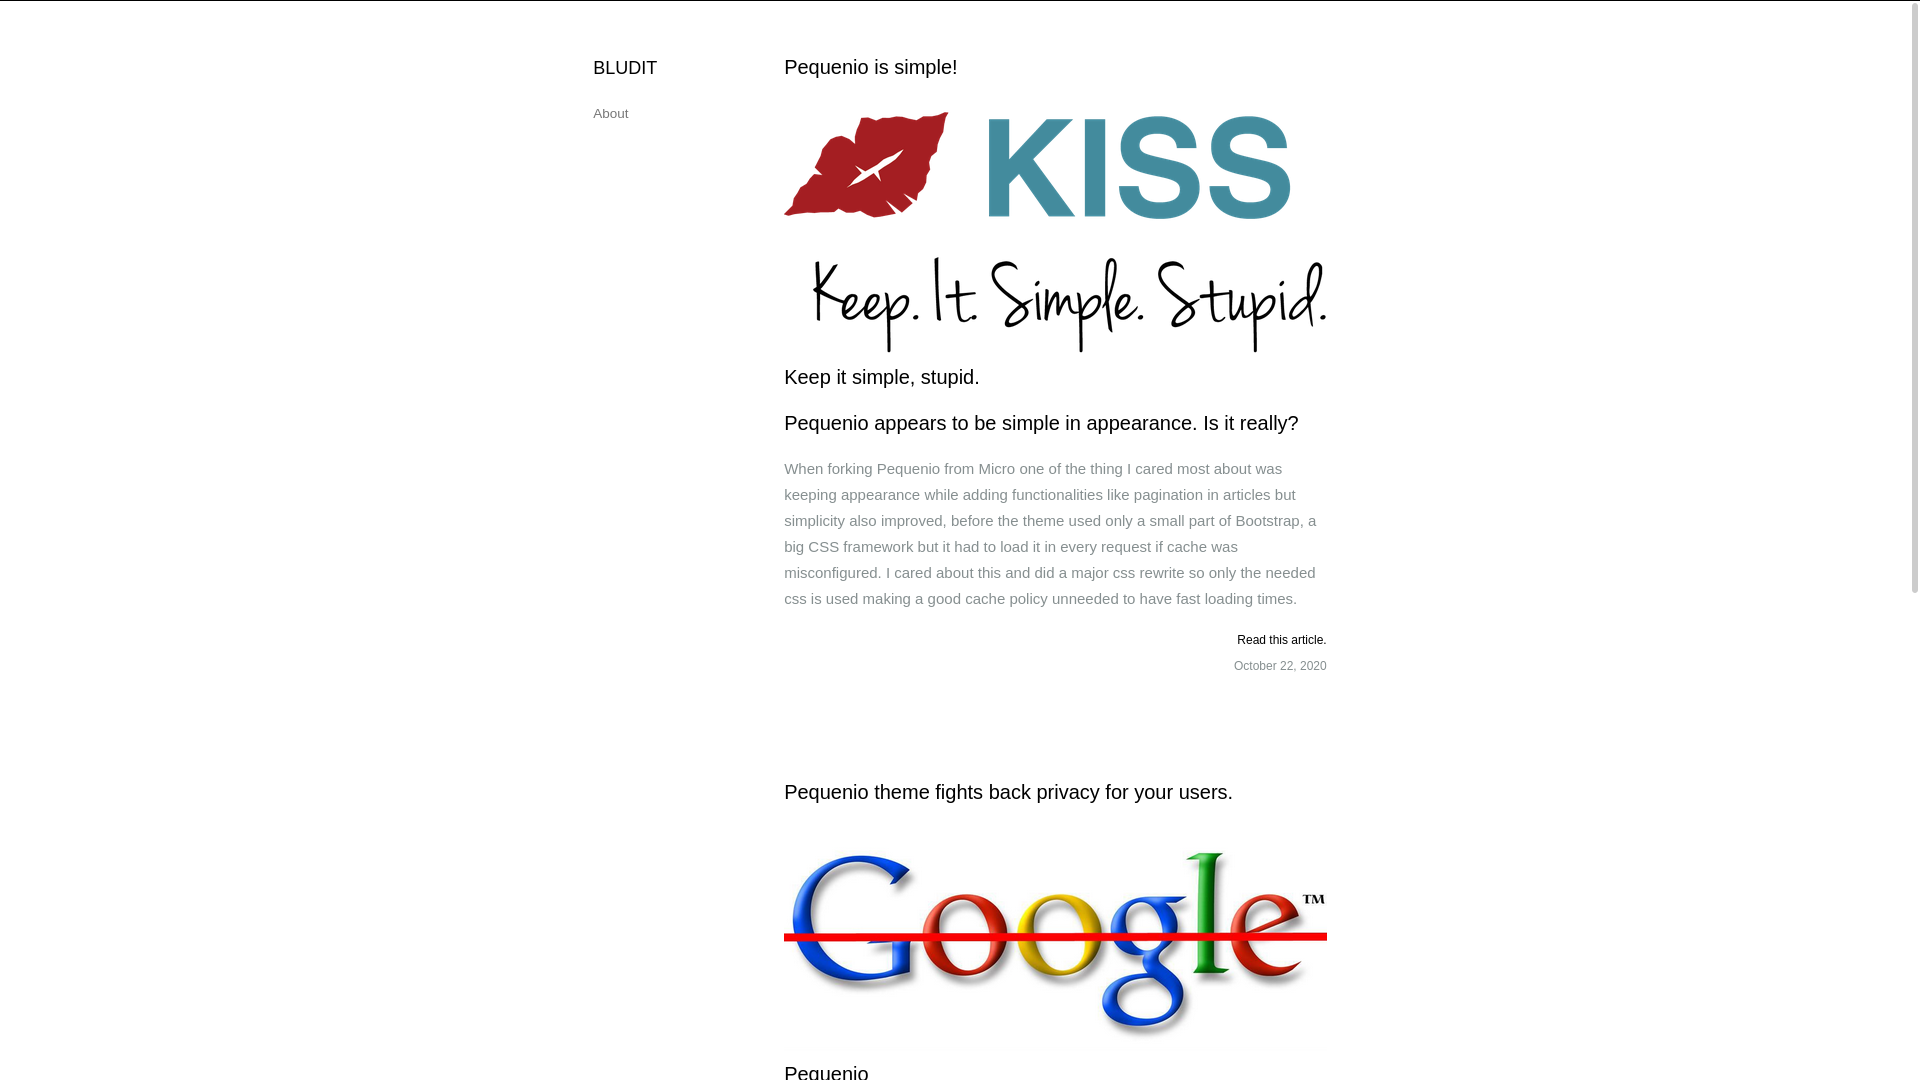 BLUDIT
About
Pequenio is simple!
KISS
Keep. It. Simple. Stupid.
Keep it simple, stupid.
Pequenio appears to be simple in appearance. Is it really?
When forking Pequenio from Micro one of the thing I cared most about was
keeping appearance while adding functionalities like pagination in articles but
simplicity also improved, before the theme used only a small part of Bootstrap, a
big CSS framework but it had to load it in every request if cache was
misconfigured. I cared about this and did a major css rewrite so only the needed
css is used making a good cache policy unneeded to have fast loading times.
Read this article.
October 22, 2020
Pequenio theme fights back privacy for your users.
Google™
Pequenio